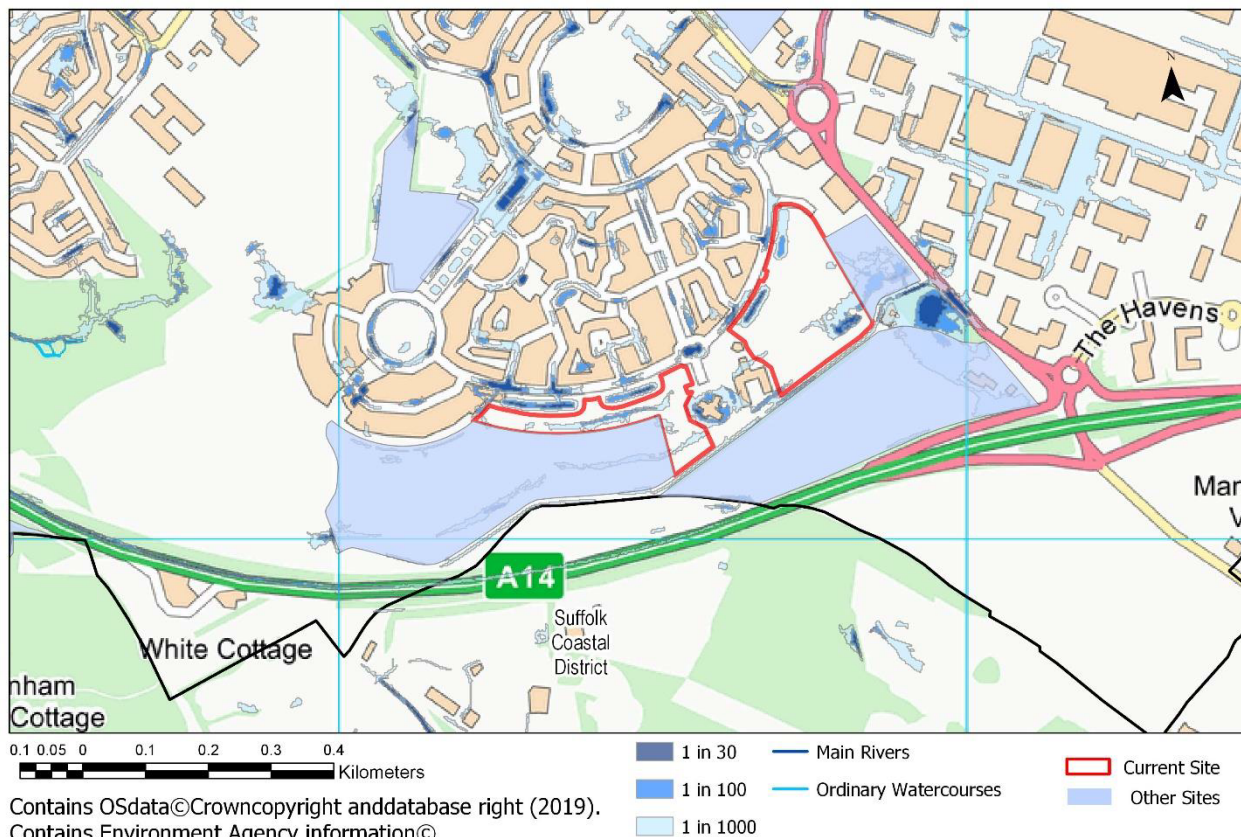 N
The Havens
Mar
V
A14
Suffolk
Coastal
District
White Cottage
nham
Cottage
0.1 0.05 0 0.1 0.2 0.3 0.4
Kilometers
1 in 30
1 in 100
1 in 1000
Main Rivers
Ordinary Watercourses
Current Site
Other Sites
Contains OSdata©Crowncopyright anddatabase right (2019).
Contains Environment Agency information©